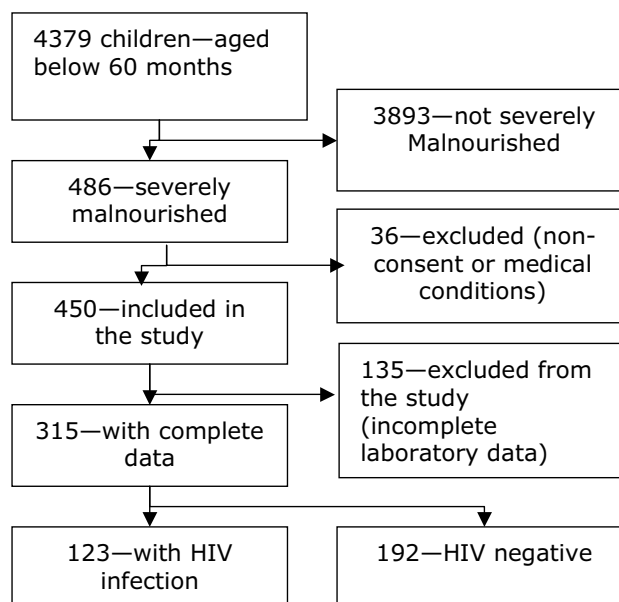 4379 children—aged
below 60 months
3893—not severely
Malnourished
486—severely
malnourished
36—excluded (non-
consent or medical
conditions)
450—included in
the study
135—excluded from
the study
(incomplete
laboratory data)
315—with complete
data
123—with HIV
infection
192—HIV negative